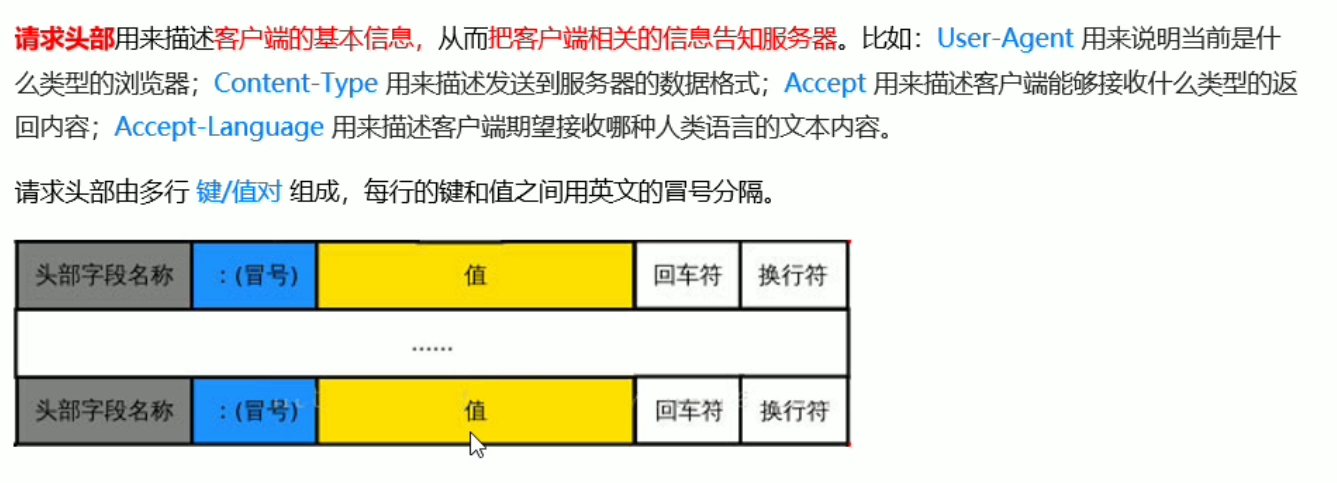 请求头部用来描述客户端的基本信息，从而把客户端相关的信息告知服务器。比如：User-Agent 用来说明当前是什
么类型的浏览器；Content-Type 用来描述发送到服务器的数据格式；Accept 用来描述客户端能够接收什么类型的返
回内容；Accept-Language 用来描述客户端期望接收哪种人类语言的文本内容。
请求头部由多行 键/值对 组成，每行的键和值之间用英文的冒号分隔。
头部字段名称 ：(冒号) 值 回车符 换行符
……
头部字段名称 ：(冒号) 值 回车符 换行符